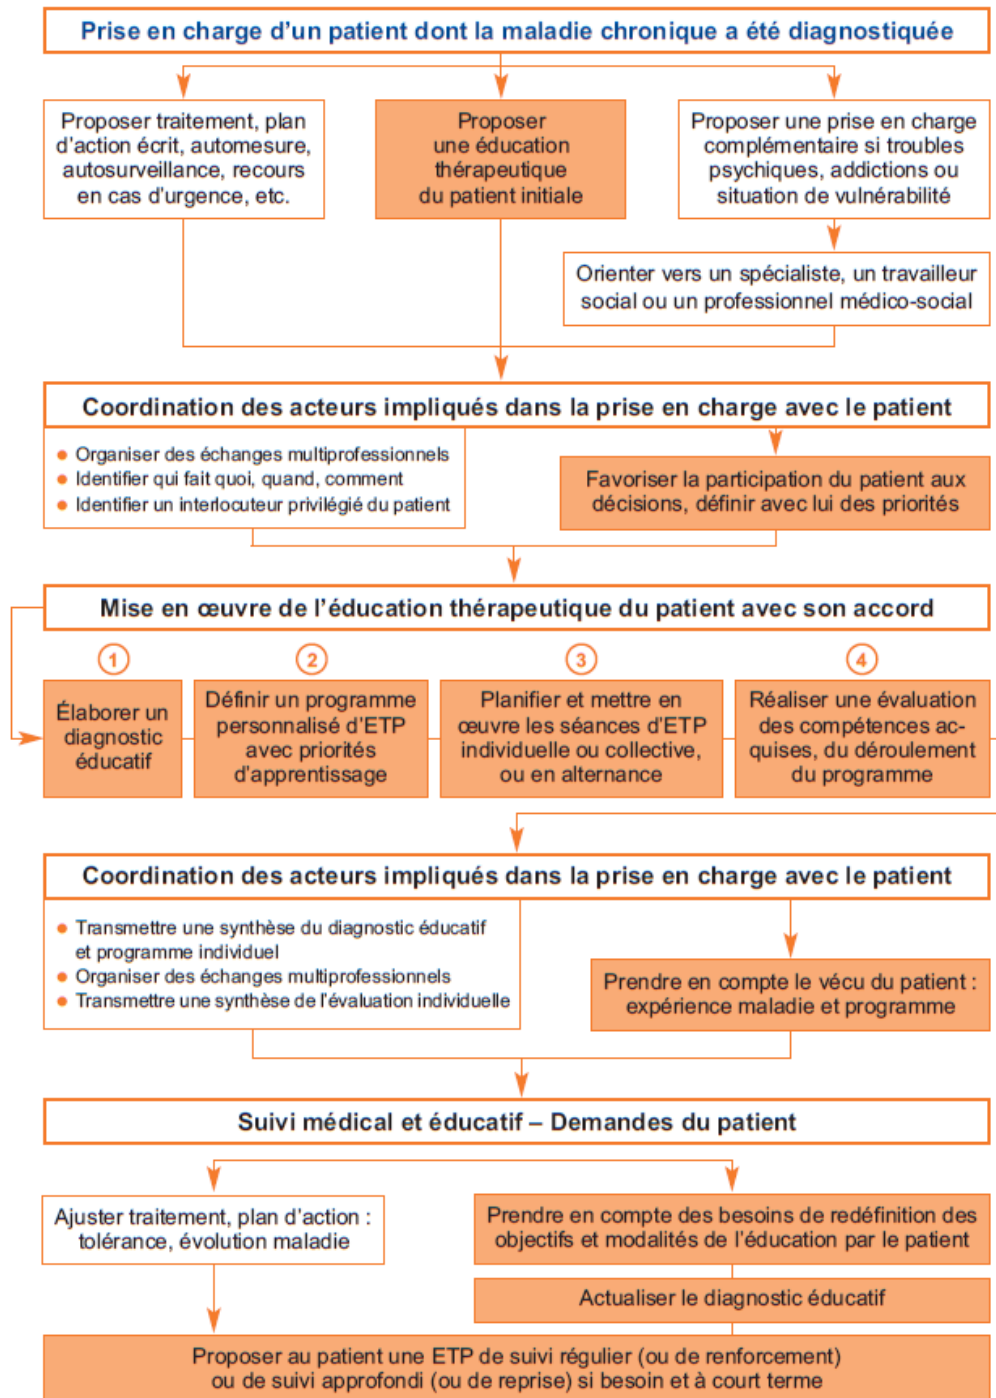 Prise en charge d'un patient dont la maladie chronique a été diagnostiquée
Proposer traitement, plan
d'action écrit, automesure,
autosurveillance, recours
en cas d'urgence, etc.
Proposer
une éducation
thérapeutique
du patient initiale
Proposer une prise en charge
complémentaire si troubles
psychiques, addictions ou
situation de vulnérabilité
Orienter vers un spécialiste, un travailleur
social ou un professionnel médico-social
Coordination des acteurs impliqués dans la prise en charge avec le patient
• Organiser des échanges multiprofessionnels
• Identifier qui fait quoi, quand, comment
• Identifier un interlocuteur privilégié du patient
Favoriser la participation du patient aux
décisions, définir avec lui des priorités
Mise en œuvre de l'éducation thérapeutique du patient avec son accord
1
Élaborer un
diagnostic
éducatif
2
Définir un programme
personnalisé d'ETP
avec priorités
d'apprentissage
3
Planifier et mettre en
œuvre les séances d'ETP
individuelle ou collective,
ou en alternance
4
Réaliser une évaluation
des compétences ac-
quises, du déroulement
du programme
Coordination des acteurs impliqués dans la prise en charge avec le patient
• Transmettre une synthèse du diagnostic éducatif
et programme individuel
• Organiser des échanges multiprofessionnels
• Transmettre une synthèse de l'évaluation individuelle
Prendre en compte le vécu du patient :
expérience maladie et programme
Suivi médical et éducatif – Demandes du patient
Ajuster traitement, plan d'action :
tolérance, évolution maladie
Prendre en compte des besoins de redéfinition des
objectifs et modalités de l'éducation par le patient
Actualiser le diagnostic éducatif
Proposer au patient une ETP de suivi régulier (ou de renforcement)
ou de suivi approfondi (ou de reprise) si besoin et à court terme